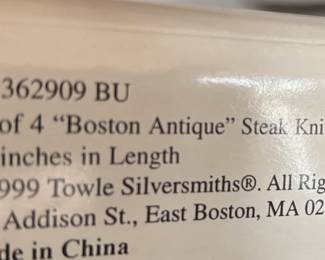 362909 BU
of 4 “Boston Antique” Steak Kni
inches in Length
999 Towle Silversmiths®. All Rig
Addison St., East Boston, MA 02
de in China